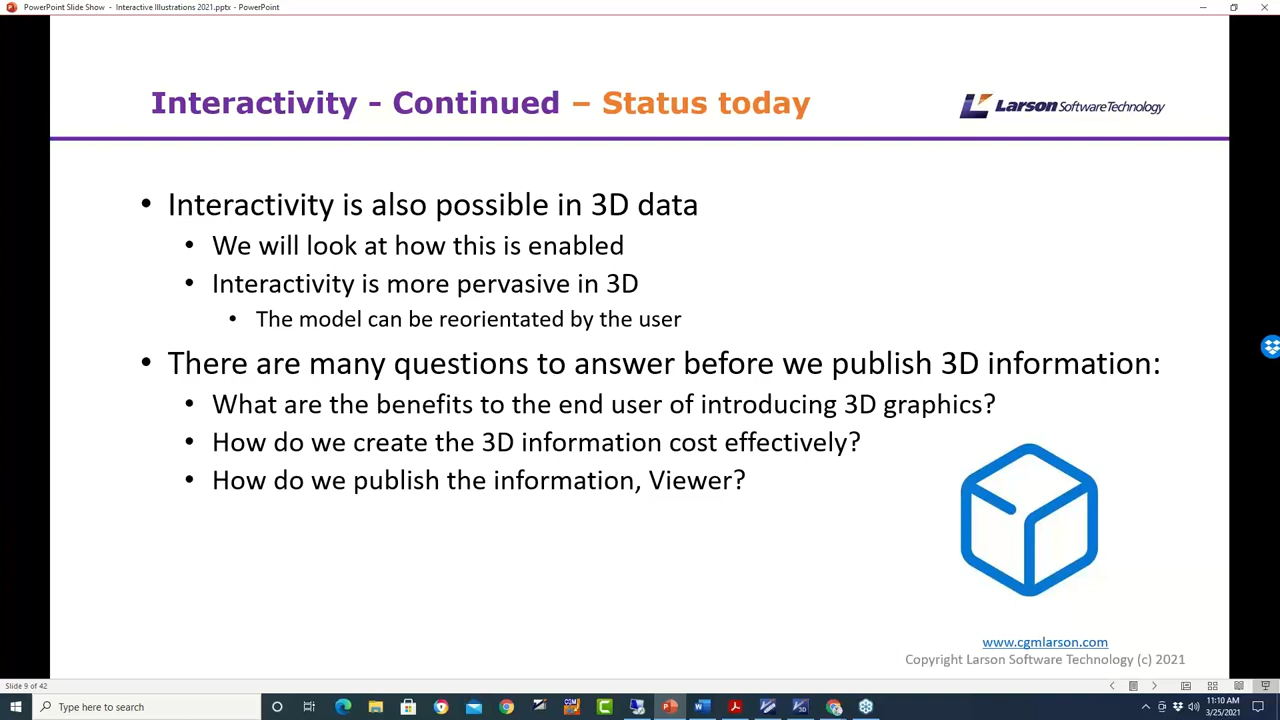 PowerPoint Slide Show - Interactive Illustrations 2021.pptx - PowerPoint
Interactivity - Continued – Status today
Larson Software Technology
• Interactivity is also possible in 3D data
• We will look at how this is enabled
• Interactivity is more pervasive in 3D
• The model can be reorientated by the user
• There are many questions to answer before we publish 3D information:
• What are the benefits to the end user of introducing 3D graphics?
• How do we create the 3D information cost effectively?
• How do we publish the information, Viewer?
www.cgmlarson.com
Copyright Larson Software Technology (c) 2021
Slide 9 of 42
Type here to search
11:10 AM
3/25/2021